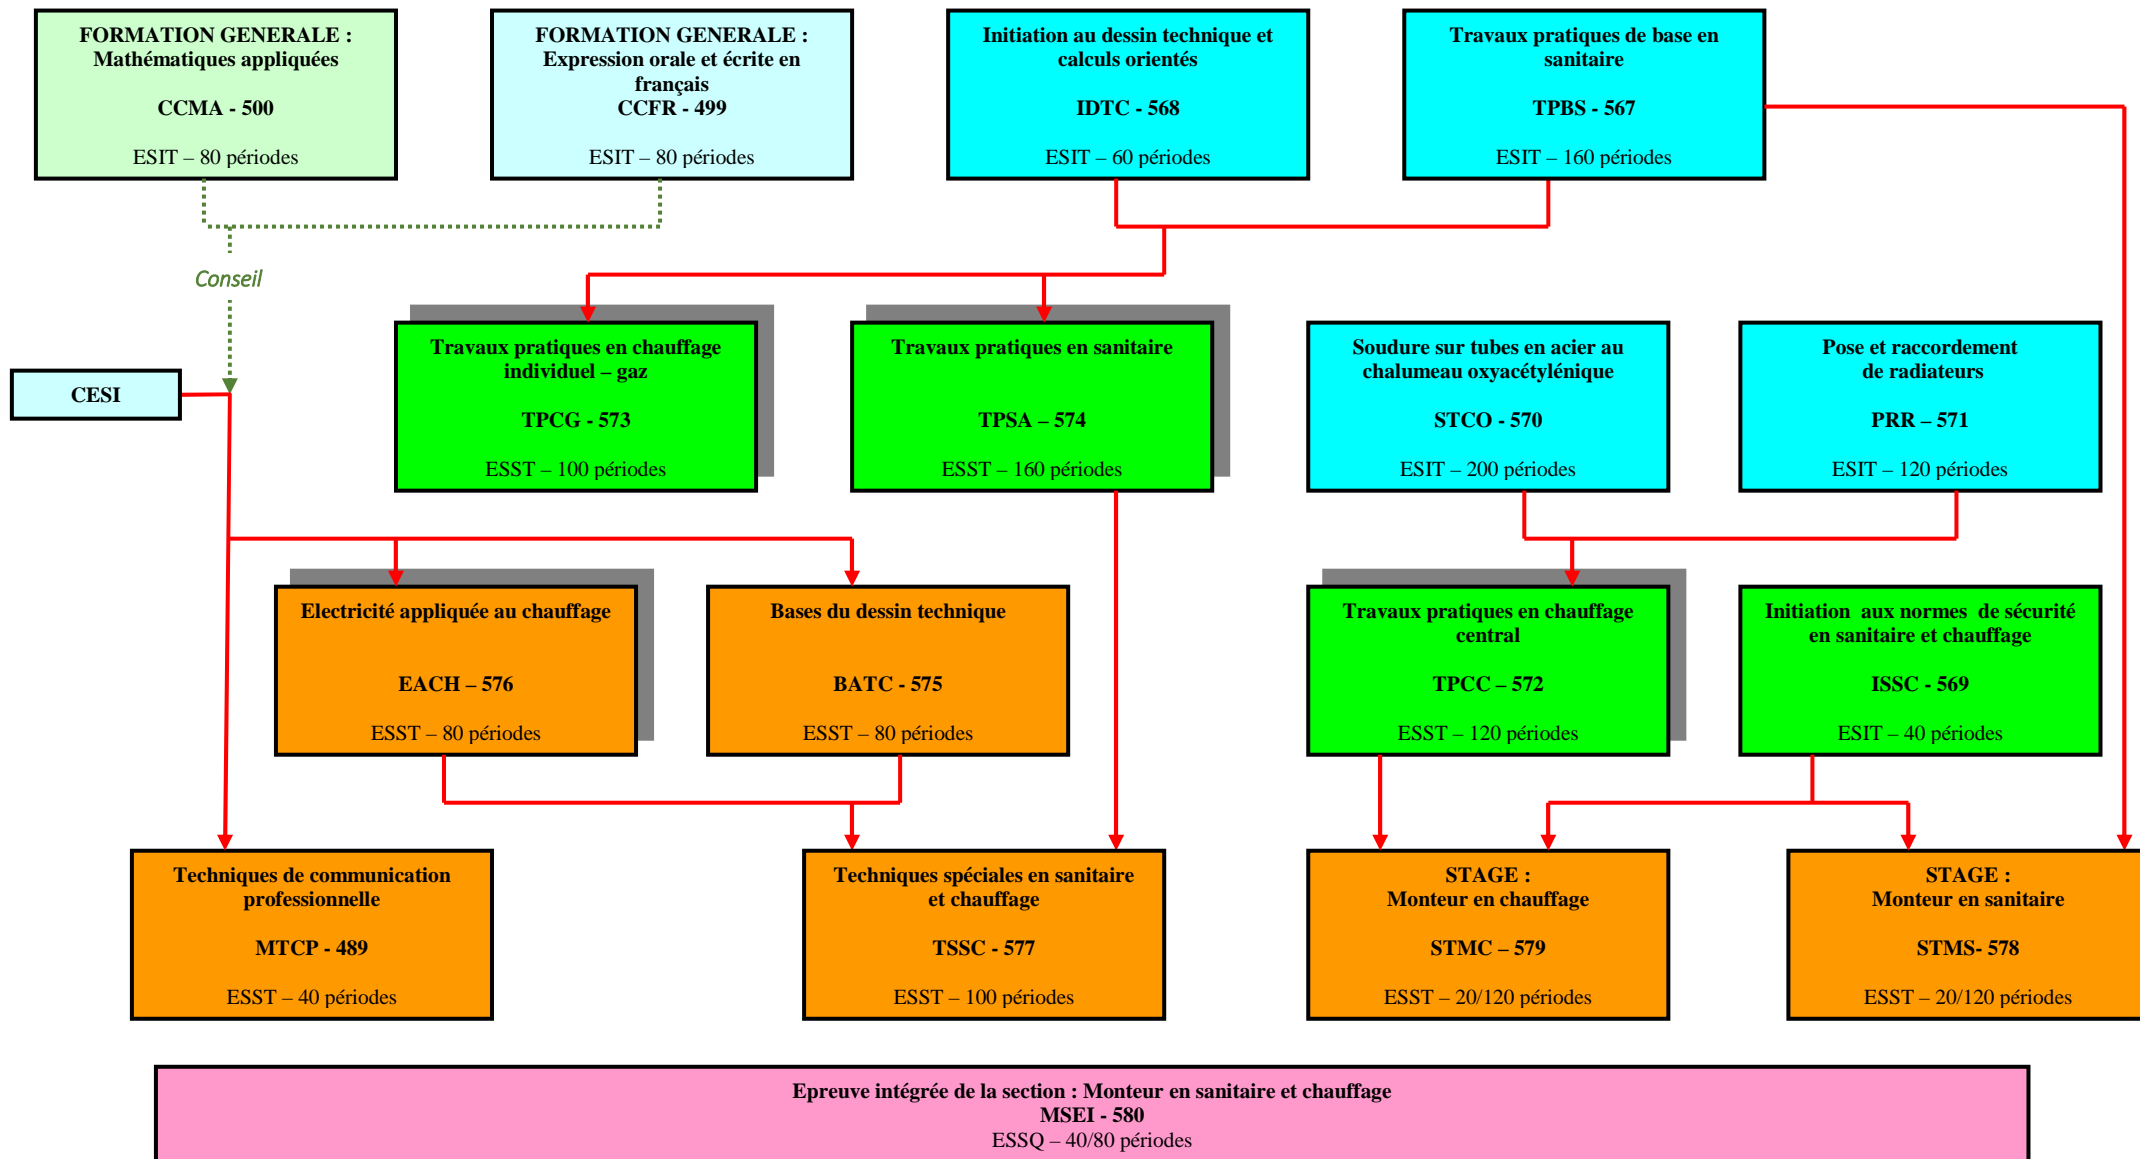 FORMATION GENERALE :
Mathématiques appliquées
CCMA - 500
ESIT – 80 périodes
FORMATION GENERALE :
Expression orale et écrite en
français
CCFR - 499
ESIT – 80 périodes
Initiation au dessin technique et
calculs orientés
IDTC - 568
ESIT – 60 périodes
Travaux pratiques de base en
sanitaire
TPBS - 567
ESIT – 160 périodes
Conseil
CESI
Travaux pratiques en chauffage
individuel – gaz
TPCG - 573
ESST – 100 périodes
Travaux pratiques en sanitaire
TPSA – 574
ESST – 160 périodes
Soudure sur tubes en acier au
chalumeau oxyacétylénique
STCO - 570
ESIT – 200 périodes
Pose et raccordement
de radiateurs
PRR – 571
ESIT – 120 périodes
Electricité appliquée au chauffage
EACH – 576
ESST – 80 périodes
Bases du dessin technique
BATC - 575
ESST – 80 périodes
Travaux pratiques en chauffage
central
TPCC – 572
ESST – 120 périodes
Initiation aux normes de sécurité
en sanitaire et chauffage
ISSC - 569
ESIT – 40 périodes
Techniques de communication
professionnelle
MTCP - 489
ESST – 40 périodes
Techniques spéciales en sanitaire
et chauffage
TSSC - 577
ESST – 100 périodes
STAGE :
Monteur en chauffage
STMC – 579
ESST – 20/120 périodes
STAGE :
Monteur en sanitaire
STMS- 578
ESST – 20/120 périodes
Epreuve intégrée de la section : Monteur en sanitaire et chauffage
MSEI - 580
ESSQ – 40/80 périodes